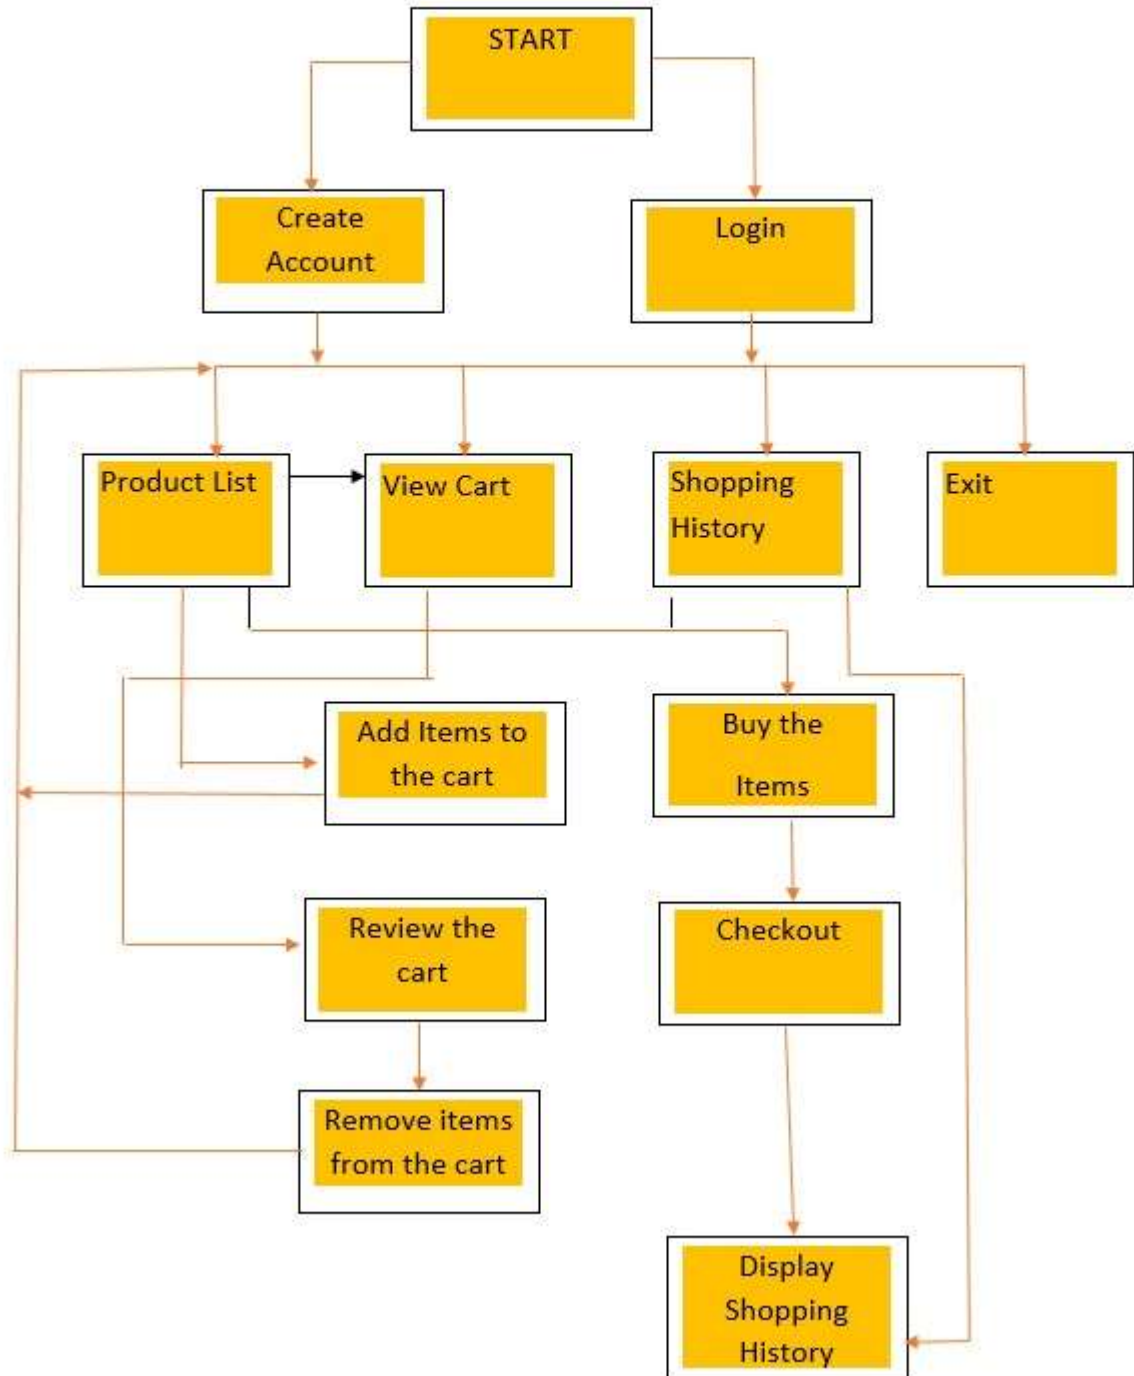 START
Create
Account
Login
Product List
View Cart
Shopping
History
Exit
Add Items to
the cart
Buy the
Items
Review the
cart
Checkout
Remove items
from the cart
Display
Shopping
History